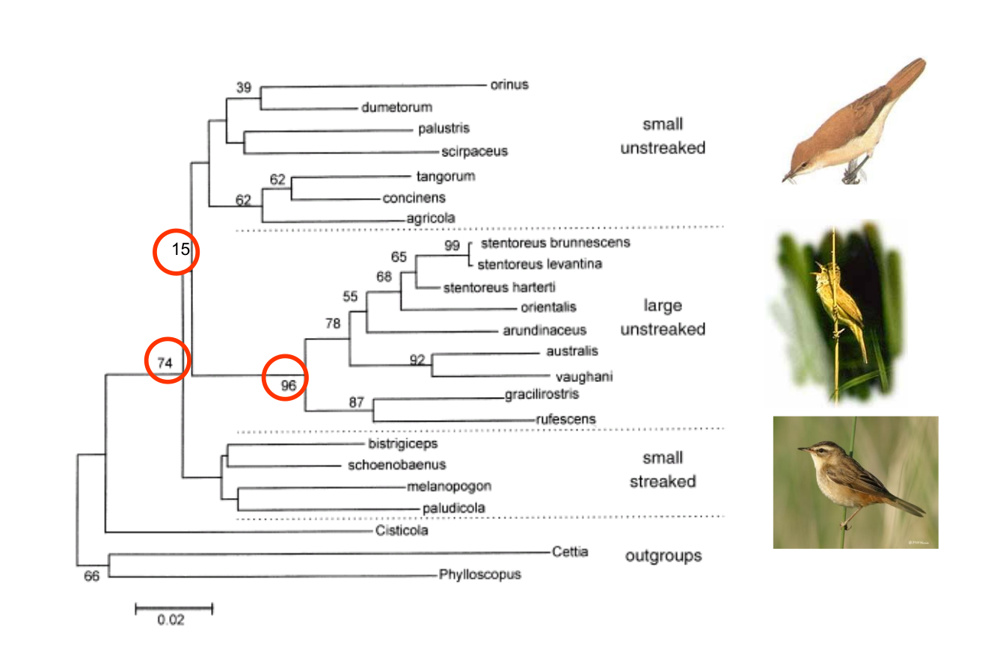 39
orinus
dumetorum
palustris
scirpaceus
small
unstreaked
62
tangorum
62
concinens
agricola
15
99
stentoreus brunnescens
65
stentoreus levantina
68
stentoreus harterti
55
orientalis
large
unstreaked
78
arundinaceus
australis
92
vaughani
74
96
gracilirostris
87
rufescens
bistrigiceps
schoenobaenus
small
streaked
melanopogon
paludicola
Cisticola
Cettia
outgroups
66
Phylloscopus
0.02